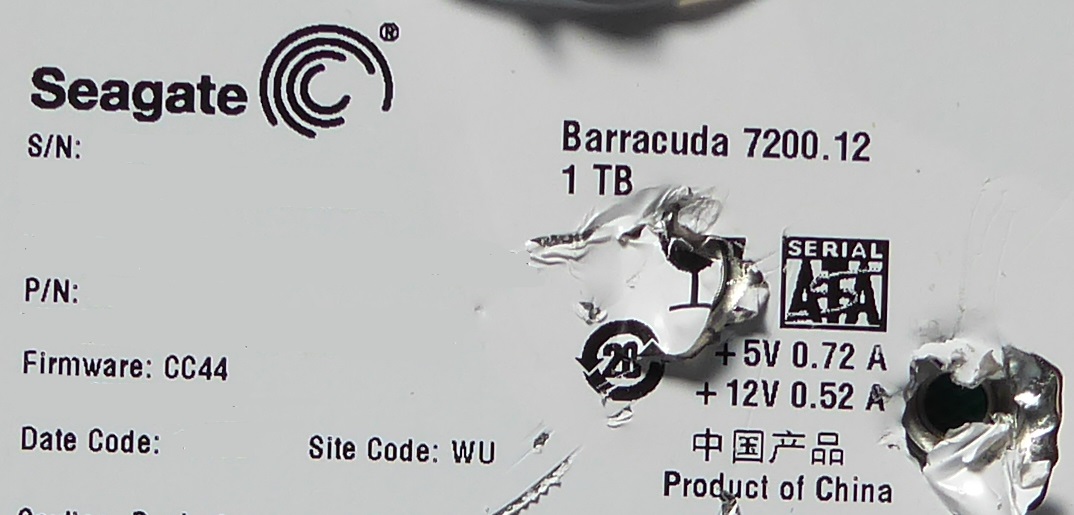 Seagate®
S/N:
Barracuda 7200.12
1 TB
P/N:
SERIAL
ATA
20
Firmware: CC44
+5V 0.72 A
+12V 0.52 A
Date Code:
Site Code: WU
中国产品
Product of China